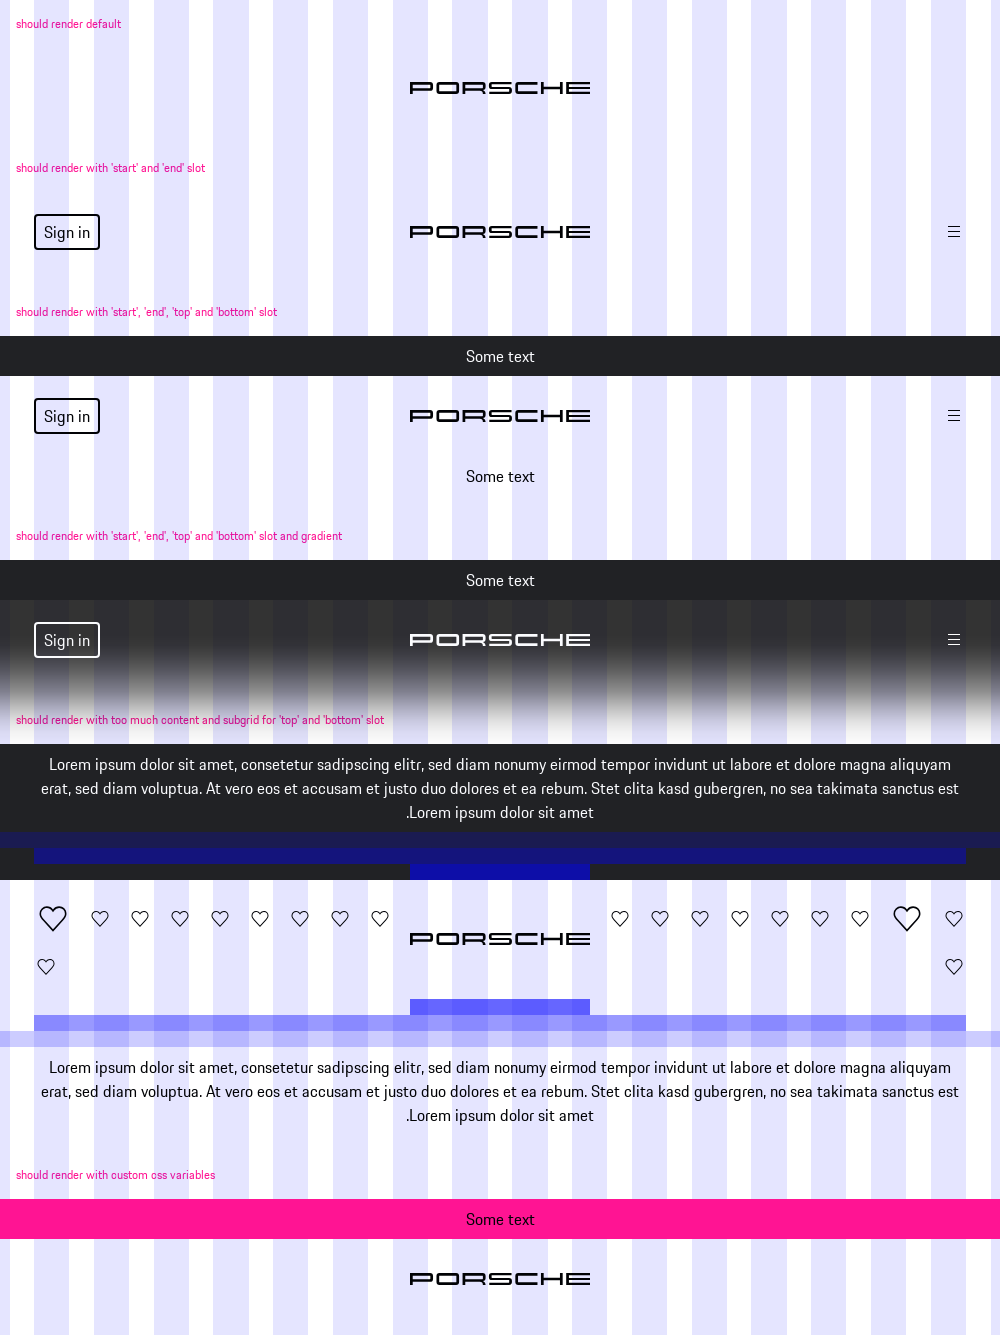 should render default
PORSCHE
should render with 'start' and 'end' slot
Sign in
PORSCHE
should render with 'start', 'end', 'top' and 'bottom' slot
Some text
Sign in
PORSCHE
Some text
should render with 'start', 'end', 'top' and 'bottom' slot and gradient
Some text
Sign in
PORSCHE
should render with too much content and subgrid for 'top' and 'bottom' slot
Lorem ipsum dolor sit amet, consetetur sadipscing elitr, sed diam nonumy eirmod tempor invidunt ut labore et dolore magna aliquyam
erat, sed diam voluptua. At vero eos et accusam et justo duo dolores et ea rebum. Stet clita kasd gubergren, no sea takimata sanctus est
.Lorem ipsum dolor sit amet
PORSCHE
Lorem ipsum dolor sit amet, consetetur sadipscing elitr, sed diam nonumy eirmod tempor invidunt ut labore et dolore magna aliquyam
erat, sed diam voluptua. At vero eos et accusam et justo duo dolores et ea rebum. Stet clita kasd gubergren, no sea takimata sanctus est
.Lorem ipsum dolor sit amet
should render with custom css variables
Some text
PORSCHE